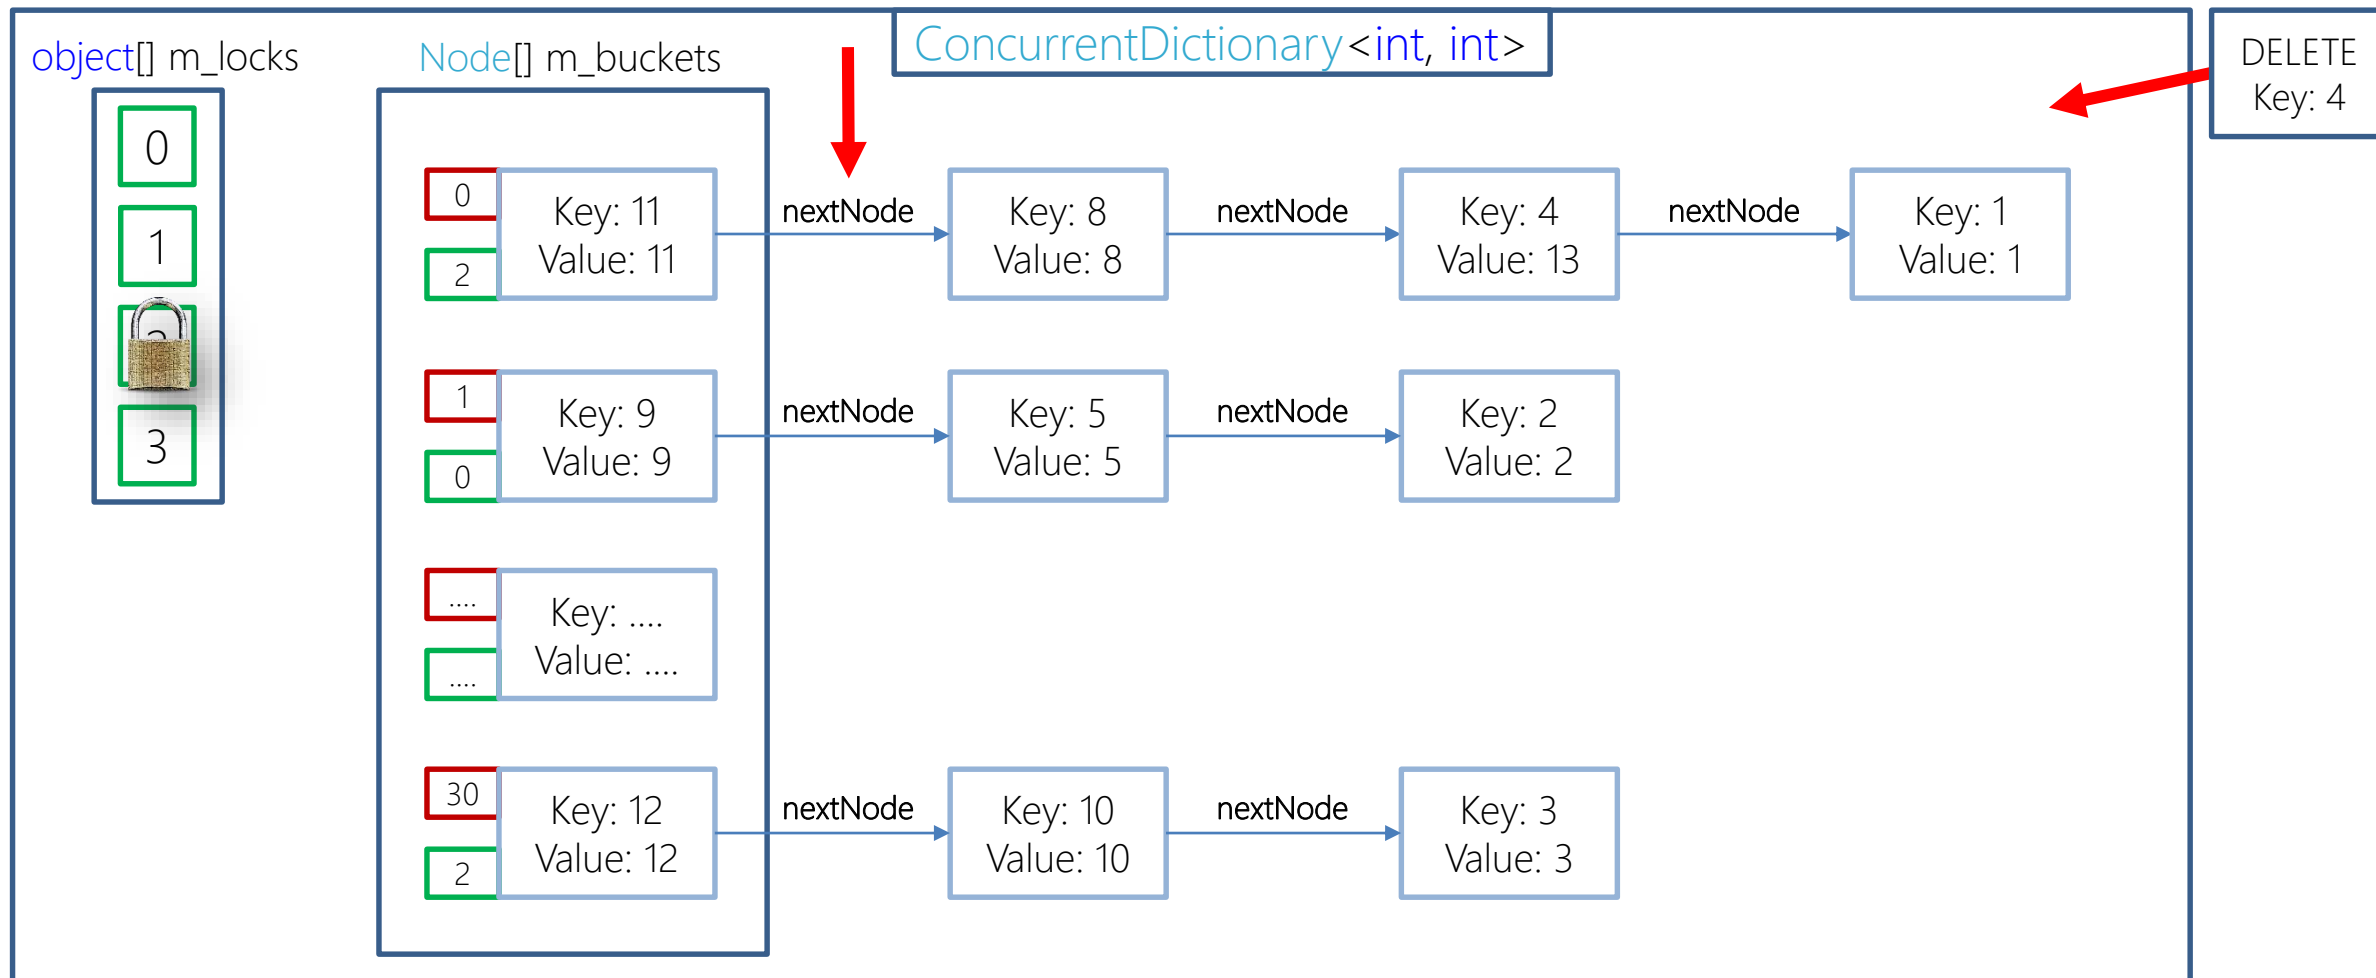 ConcurrentDictionary<int, int>
DELETE
Key: 4
object[] m_locks
0
1
3
Node[] m_buckets
0
2
Key: 11
Value: 11
nextNode
Key: 8
Value: 8
nextNode
Key: 4
Value: 13
nextNode
Key: 1
Value: 1
1
0
Key: 9
Value: 9
nextNode
Key: 5
Value: 5
nextNode
Key: 2
Value: 2
....
....
Key: ....
Value: ....
30
2
Key: 12
Value: 12
nextNode
Key: 10
Value: 10
nextNode
Key: 3
Value: 3